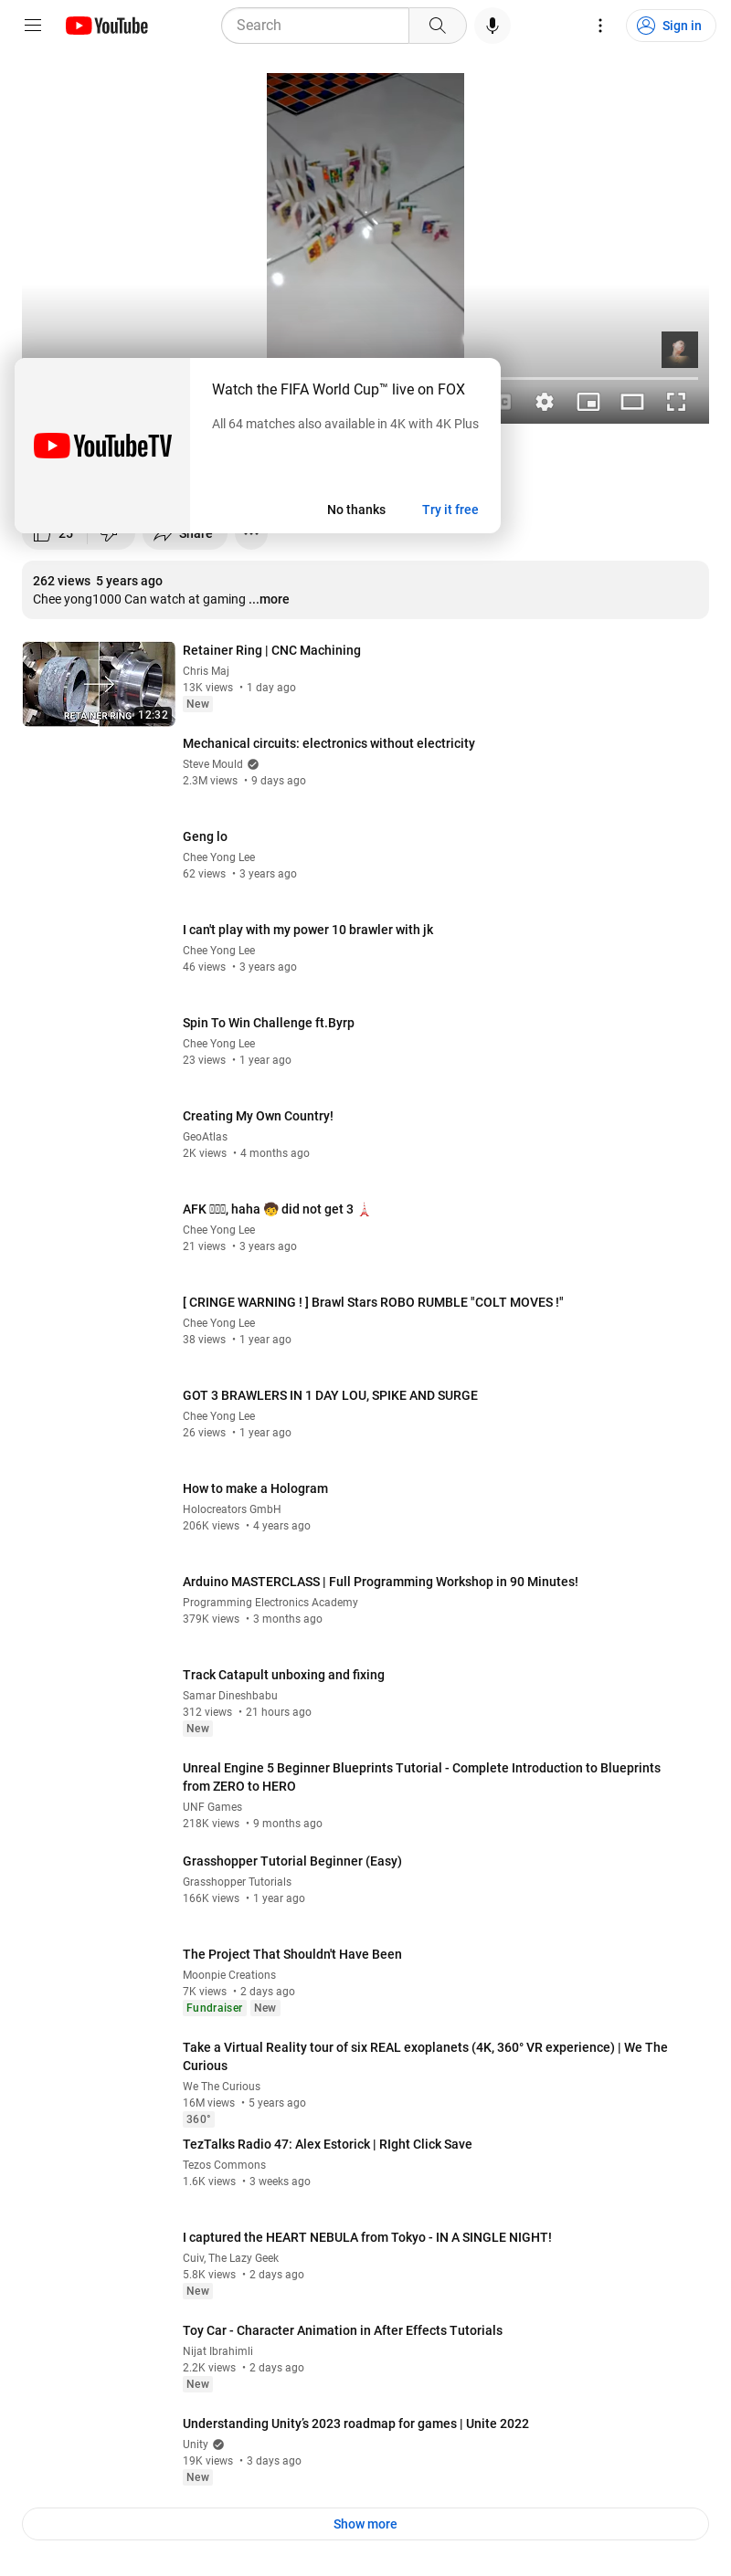 YouTube
Search
Sign in
Watch the FIFA World Cup™ live on FOX
All 64 matches also available in 4K with 4K Plus
YouTubeTV
No thanks
Try it free
25
Share
262 views 5 years ago
Chee yong1000 Can watch at gaming ...more
Retainer Ring | CNC Machining
Chris Maj
13K views • 1 day ago
New
RETAINER RING
12:32
Mechanical circuits: electronics without electricity
Steve Mould
2.3M views • 9 days ago
Geng lo
Chee Yong Lee
62 views • 3 years ago
I can't play with my power 10 brawler with jk
Chee Yong Lee
46 views • 3 years ago
Spin To Win Challenge ft.Byrp
Chee Yong Lee
23 views • 1 year ago
Creating My Own Country!
GeoAtlas
2K views • 4 months ago
AFK , haha 🧒 did not get 3 🗼
Chee Yong Lee
21 views • 3 years ago
[ CRINGE WARNING ! ] Brawl Stars ROBO RUMBLE "COLT MOVES !"
Chee Yong Lee
38 views • 1 year ago
GOT 3 BRAWLERS IN 1 DAY LOU, SPIKE AND SURGE
Chee Yong Lee
26 views • 1 year ago
How to make a Hologram
Holocreators GmbH
206K views • 4 years ago
Arduino MASTERCLASS | Full Programming Workshop in 90 Minutes!
Programming Electronics Academy
379K views • 3 months ago
Track Catapult unboxing and fixing
Samar Dineshbabu
312 views • 21 hours ago
New
Unreal Engine 5 Beginner Blueprints Tutorial - Complete Introduction to Blueprints
from ZERO to HERO
UNF Games
218K views • 9 months ago
Grasshopper Tutorial Beginner (Easy)
Grasshopper Tutorials
166K views • 1 year ago
The Project That Shouldn't Have Been
Moonpie Creations
7K views • 2 days ago
Fundraiser New
Take a Virtual Reality tour of six REAL exoplanets (4K, 360° VR experience) | We The
Curious
We The Curious
16M views • 5 years ago
360°
TezTalks Radio 47: Alex Estorick | RIght Click Save
Tezos Commons
1.6K views • 3 weeks ago
I captured the HEART NEBULA from Tokyo - IN A SINGLE NIGHT!
Cuiv, The Lazy Geek
5.8K views • 2 days ago
New
Toy Car - Character Animation in After Effects Tutorials
Nijat Ibrahimli
2.2K views • 2 days ago
New
Understanding Unity's 2023 roadmap for games | Unite 2022
Unity
19K views • 3 days ago
New
Show more